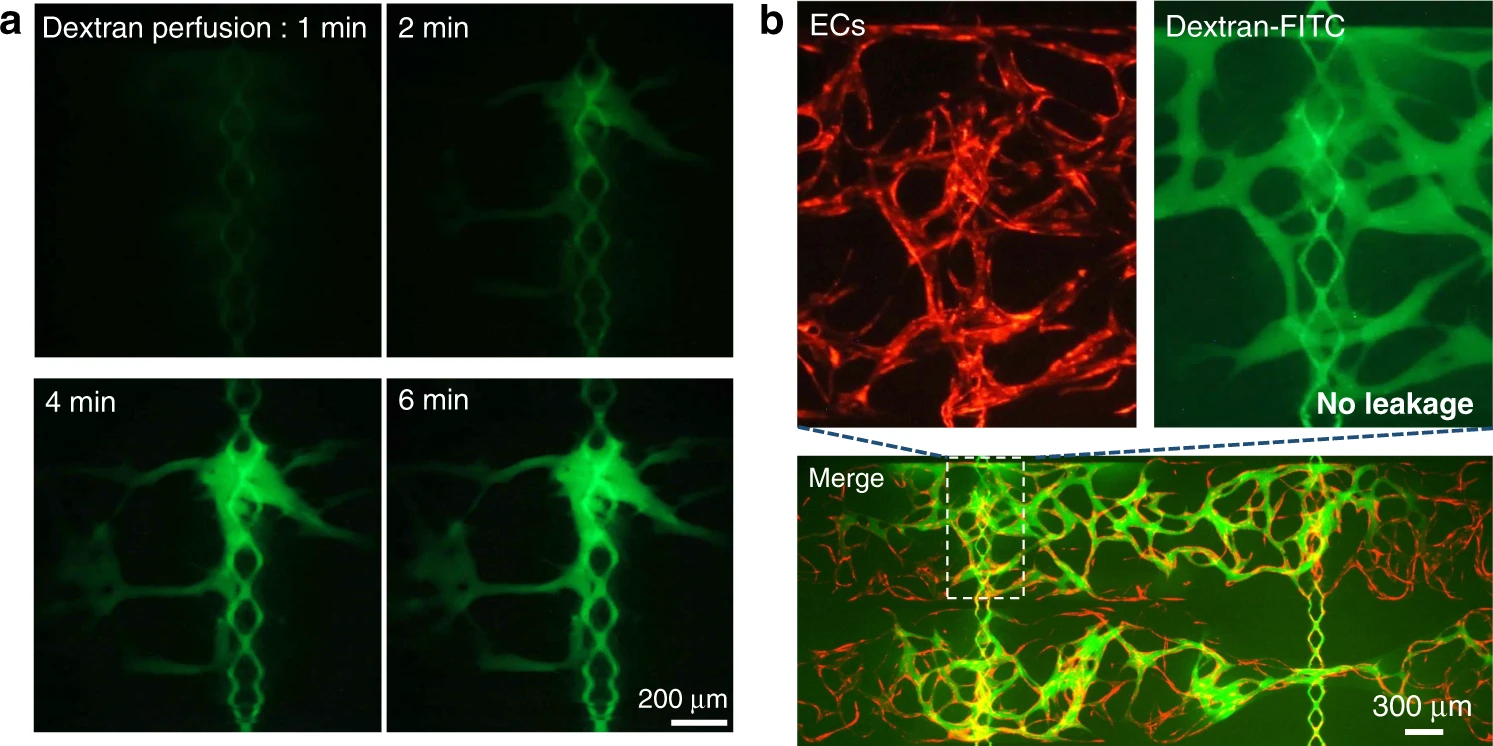 a
Dextran perfusion : 1 min
2 min
4 min
6 min
200 μm
b
ECs
Dextran-FITC
No leakage
Merge
300 μm